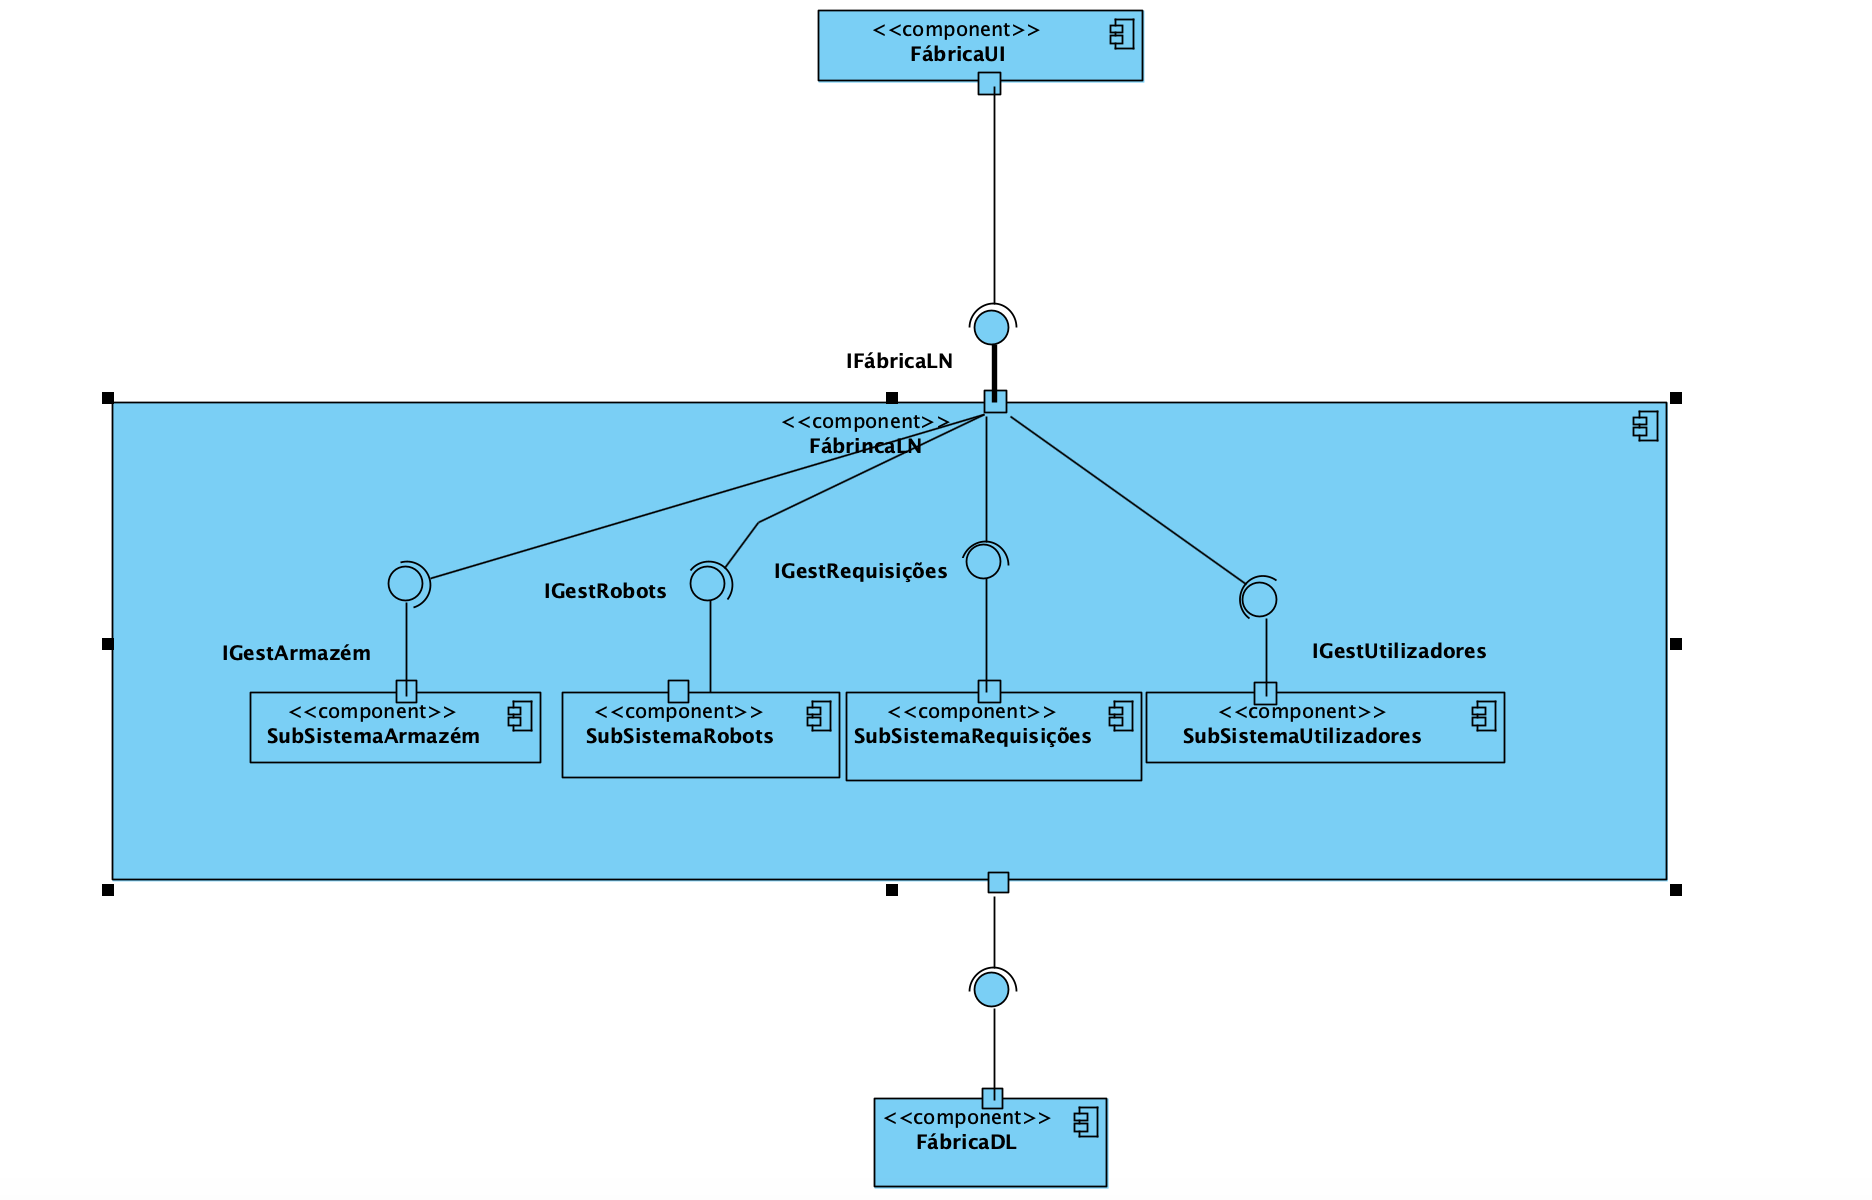 <<component>>
FábricaUI
IFábricaLN
<<component>>
FábrincaLN
IGestArmazém
IGestRobots
IGestRequisições
IGestUtilizadores
<<component>>
SubSistemaArmazém
<<component>>
SubSistemaRobots
<<component>>
SubSistemaRequisições
<<component>>
SubSistemaUtilizadores
<<component>>
FábricaDL